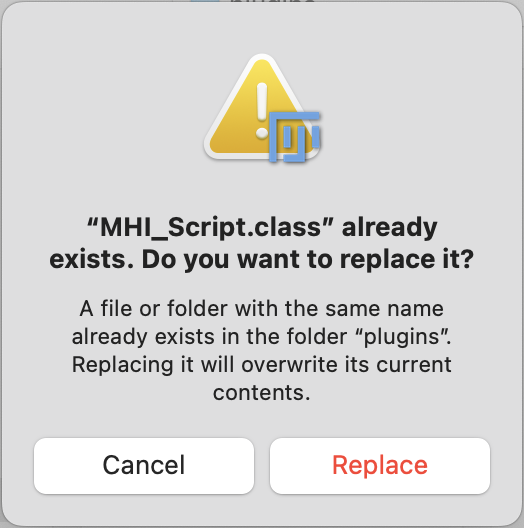 “MHI_Script.class” already
exists. Do you want to replace it?
A file or folder with the same name
already exists in the folder “plugins”.
Replacing it will overwrite its current
contents.
Cancel
Replace